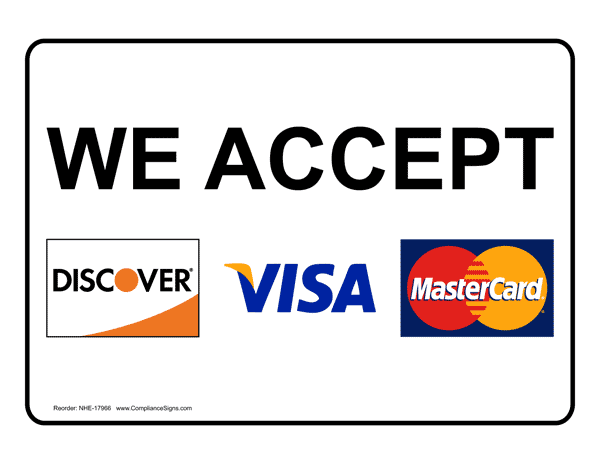 WE ACCEPT
DISCOVER®
VISA
MasterCard
Reorder: NHE-17966 www.ComplianceSigns.com